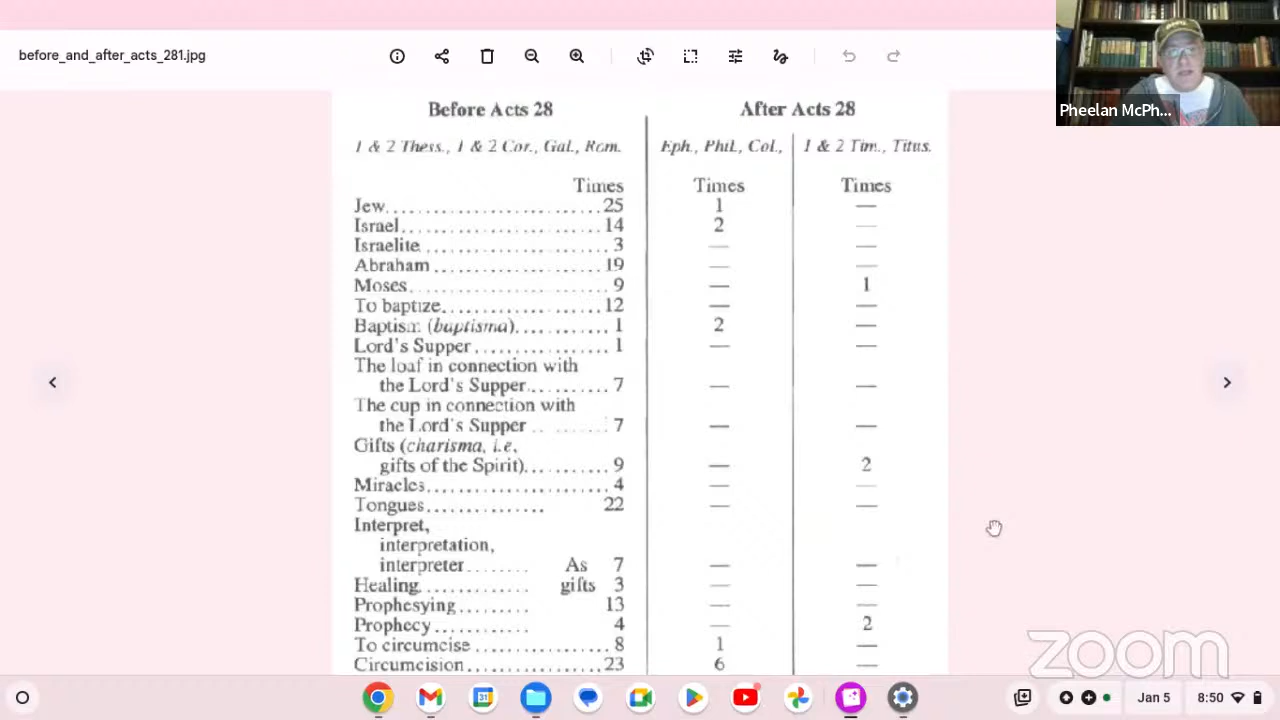 before_and_after_acts_281.jpg
Pheelan McPh...
Before Acts 28 After Acts 28
1 & 2 Thess., 1 & 2 Cor., Gal., Rom. Eph., Phil., Col., 1 & 2 Tim., Titus.
Times Times Times
Jew........................25 1 —
Israel........................14 2 —
Israelite........................3 — —
Abraham........................19 — —
Moses........................9 — 1
To baptize........................12 — —
Baptism (baptisma)............1 2 —
Lord's Supper................1 — —
The loaf in connection with
the Lord's Supper..........7 — —
The cup in connection with
the Lord's Supper..........7 — —
Gifts (charisma, i.e,
gifts of the Spirit)..........9 — 2
Miracles........................4 — —
Tongues................22 — —
Interpret,
interpretation,
interpreter........ As 7 — —
Healing............ gifts 3 — —
Prophesying..........13 — —
Prophecy............4 — 2
To circumcise..................8 1 —
Circumcision..................23 6 —
zoom
31
Jan 5 8:50